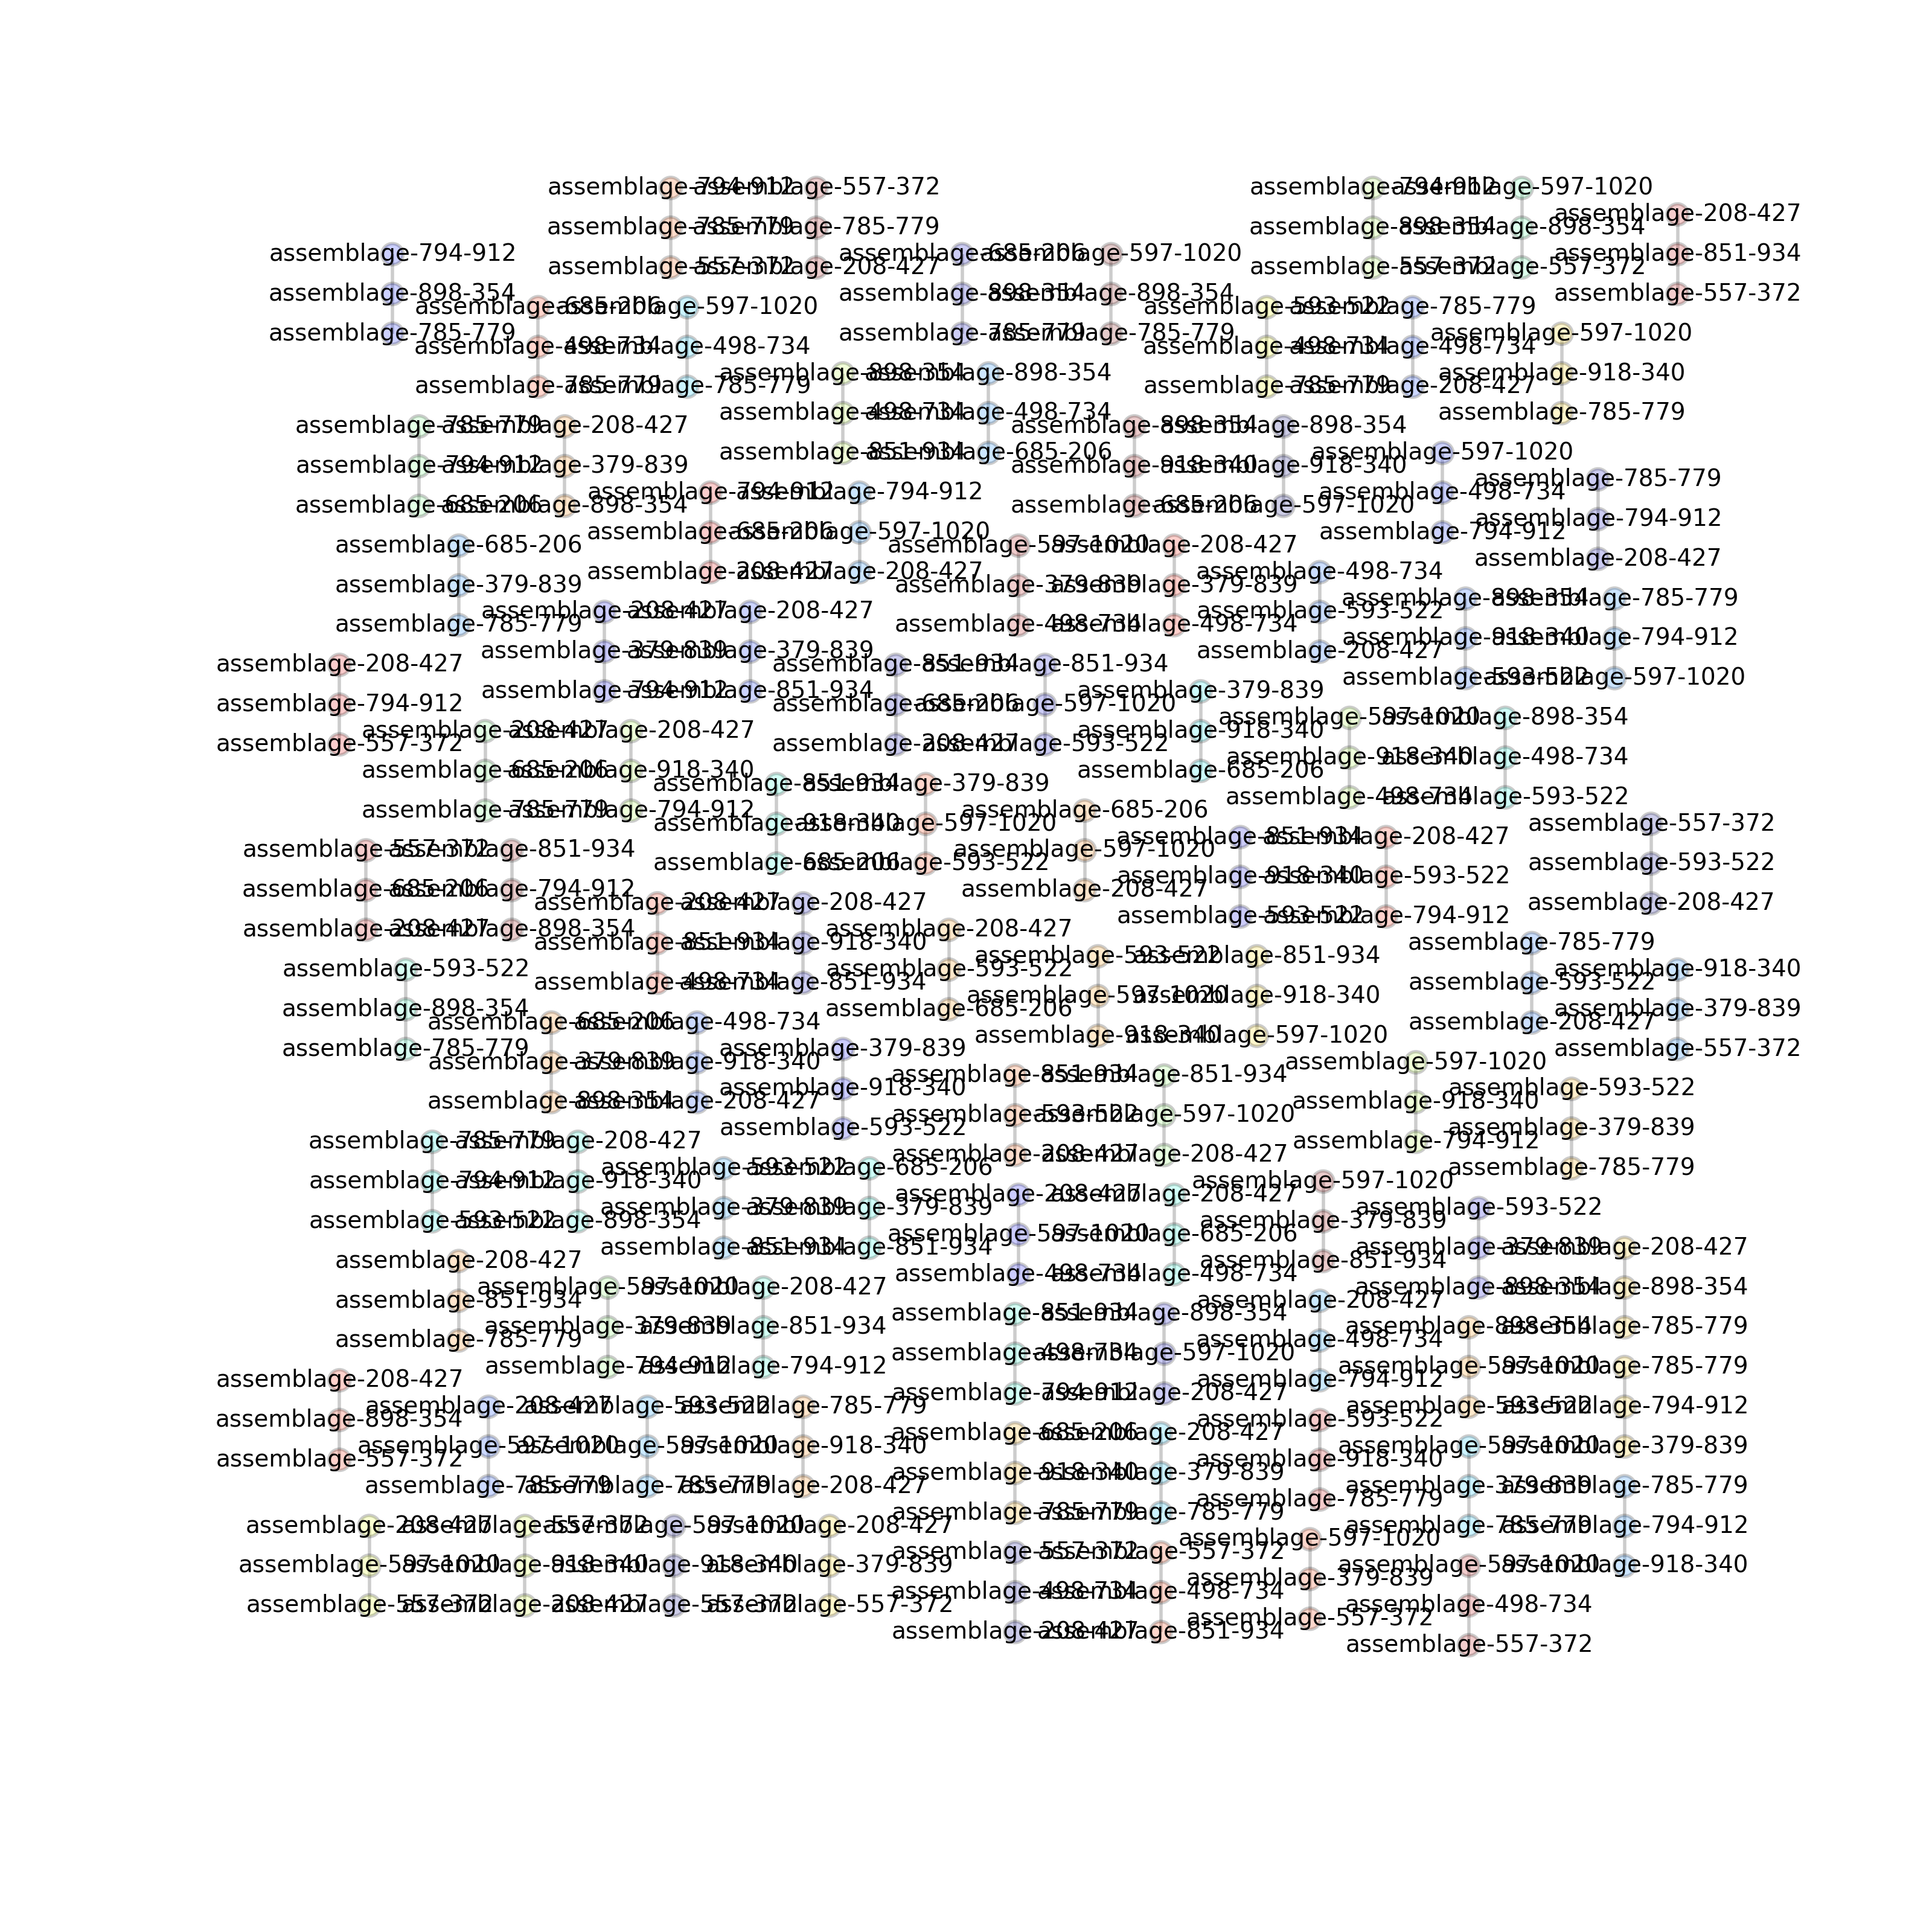 assemblage-794-912 assemblage-557-372
assemblage-785-779 assemblage-785-779
assemblage-557-372 assemblage-208-427
assemblage-794-912 assemblage-597-1020
assemblage-898-354 assemblage-898-354
assemblage-557-372 assemblage-557-372
assemblage-208-427
assemblage-851-934
assemblage-557-372
assemblage-794-912
assemblage-898-354
assemblage-785-779
assemblage-685-206 assemblage-597-1020
assemblage-898-354 assemblage-898-354
assemblage-785-779 assemblage-785-779
assemblage-685-206 assemblage-597-1020
assemblage-498-734 assemblage-498-734
assemblage-785-779 assemblage-785-779
assemblage-593-522 assemblage-785-779
assemblage-498-734 assemblage-498-734
assemblage-785-779 assemblage-208-427
assemblage-597-1020
assemblage-918-340
assemblage-785-779
assemblage-898-354 assemblage-898-354
assemblage-498-734 assemblage-498-734
assemblage-851-934 assemblage-685-206
assemblage-785-779 assemblage-208-427
assemblage-794-912 assemblage-379-839
assemblage-685-206 assemblage-898-354
assemblage-898-354 assemblage-898-354
assemblage-918-340 assemblage-918-340
assemblage-685-206 assemblage-597-1020
assemblage-597-1020
assemblage-498-734
assemblage-794-912
assemblage-785-779
assemblage-794-912
assemblage-208-427
assemblage-794-912 assemblage-794-912
assemblage-685-206 assemblage-597-1020
assemblage-208-427 assemblage-208-427
assemblage-685-206
assemblage-379-839
assemblage-785-779
assemblage-597-1020 assemblage-208-427
assemblage-379-839 assemblage-379-839
assemblage-498-734 assemblage-498-734
assemblage-498-734
assemblage-593-522
assemblage-208-427
assemblage-898-354 assemblage-785-779
assemblage-918-340 assemblage-794-912
assemblage-593-522 assemblage-597-1020
assemblage-208-427 assemblage-208-427
assemblage-379-839 assemblage-379-839
assemblage-794-912 assemblage-851-934
assemblage-208-427
assemblage-794-912
assemblage-557-372
assemblage-851-934 assemblage-851-934
assemblage-685-206 assemblage-597-1020
assemblage-208-427 assemblage-593-522
assemblage-379-839
assemblage-918-340
assemblage-685-206
assemblage-597-1020 assemblage-898-354
assemblage-918-340 assemblage-498-734
assemblage-498-734 assemblage-593-522
assemblage-208-427 assemblage-208-427
assemblage-685-206 assemblage-918-340
assemblage-785-779 assemblage-794-912
assemblage-851-934 assemblage-379-839
assemblage-918-340 assemblage-597-1020
assemblage-685-206 assemblage-593-522
assemblage-685-206
assemblage-597-1020
assemblage-208-427
assemblage-851-934 assemblage-208-427
assemblage-918-340 assemblage-593-522
assemblage-593-522 assemblage-794-912
assemblage-557-372
assemblage-593-522
assemblage-208-427
assemblage-557-372 assemblage-851-934
assemblage-685-206 assemblage-794-912
assemblage-208-427 assemblage-898-354
assemblage-208-427 assemblage-208-427
assemblage-851-934 assemblage-918-340
assemblage-498-734 assemblage-851-934
assemblage-208-427
assemblage-593-522
assemblage-685-206
assemblage-593-522 assemblage-851-934
assemblage-597-1020 assemblage-918-340
assemblage-918-340 assemblage-597-1020
assemblage-785-779
assemblage-593-522
assemblage-208-427
assemblage-918-340
assemblage-379-839
assemblage-557-372
assemblage-593-522
assemblage-898-354
assemblage-785-779
assemblage-685-206 assemblage-498-734
assemblage-379-839 assemblage-918-340
assemblage-898-354 assemblage-208-427
assemblage-379-839
assemblage-918-340
assemblage-593-522
assemblage-851-934 assemblage-851-934
assemblage-593-522 assemblage-597-1020
assemblage-208-427 assemblage-208-427
assemblage-597-1020
assemblage-918-340
assemblage-794-912
assemblage-593-522
assemblage-379-839
assemblage-785-779
assemblage-785-779 assemblage-208-427
assemblage-794-912 assemblage-918-340
assemblage-593-522 assemblage-898-354
assemblage-593-522 assemblage-685-206
assemblage-379-839 assemblage-379-839
assemblage-851-934 assemblage-851-934
assemblage-208-427 assemblage-208-427
assemblage-597-1020 assemblage-685-206
assemblage-498-734 assemblage-498-734
assemblage-597-1020
assemblage-379-839
assemblage-851-934
assemblage-593-522
assemblage-379-839
assemblage-898-354
assemblage-208-427
assemblage-898-354
assemblage-785-779
assemblage-208-427
assemblage-851-934
assemblage-785-779
assemblage-597-1020 assemblage-208-427
assemblage-379-839 assemblage-851-934
assemblage-794-912 assemblage-794-912
assemblage-851-934 assemblage-898-354
assemblage-498-734 assemblage-597-1020
assemblage-794-912 assemblage-208-427
assemblage-208-427
assemblage-498-734
assemblage-794-912
assemblage-898-354
assemblage-597-1020 assemblage-785-779
assemblage-593-522 assemblage-794-912
assemblage-208-427
assemblage-898-354
assemblage-557-372
assemblage-208-427 assemblage-593-522 assemblage-785-779
assemblage-597-1020 assemblage-597-1020 assemblage-918-340
assemblage-785-779 assemblage-785-779 assemblage-208-427
assemblage-685-206 assemblage-208-427
assemblage-918-340 assemblage-379-839
assemblage-785-779 assemblage-785-779
assemblage-593-522
assemblage-918-340
assemblage-785-779
assemblage-597-1020 assemblage-379-839
assemblage-379-839 assemblage-785-779
assemblage-785-779 assemblage-794-912
assemblage-208-427 assemblage-557-372 assemblage-597-1020 assemblage-208-427
assemblage-597-1020 assemblage-918-340 assemblage-918-340 assemblage-379-839
assemblage-557-372 assemblage-208-427 assemblage-557-372 assemblage-557-372
assemblage-557-372 assemblage-557-372
assemblage-498-734 assemblage-498-734
assemblage-208-427 assemblage-851-934
assemblage-597-1020
assemblage-379-839
assemblage-557-372
assemblage-597-1020 assemblage-918-340
assemblage-498-734
assemblage-557-372